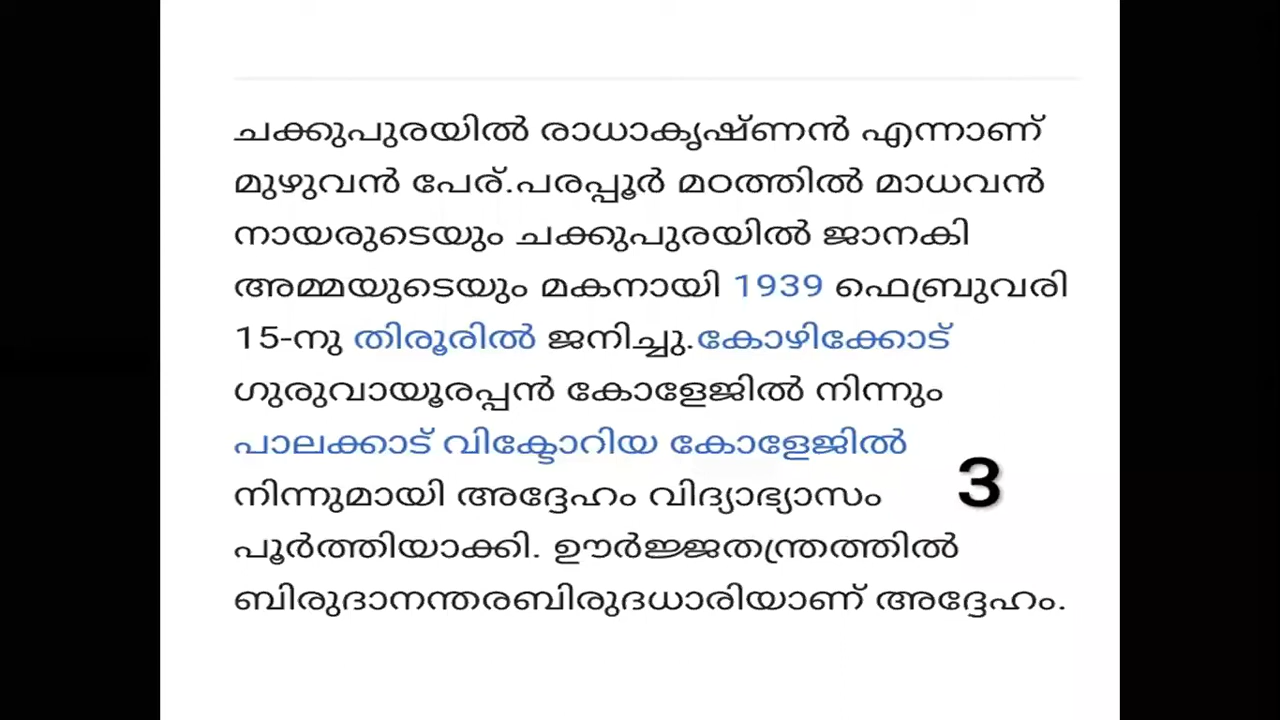 ചക്കുപുരയിൽ രാധാകൃഷ്ണൻ എന്നാണ്
മുഴുവൻ പേര്.പരപ്പൂർ മഠത്തിൽ മാധവൻ
നായരുടെയും ചക്കുപുരയിൽ ജാനകി
അമ്മയുടെയും മകനായി 1939 ഫെബ്രുവരി
15-നു തിരൂരിൽ ജനിച്ചു.കോഴിക്കോട്
ഗുരുവായൂരപ്പൻ കോളേജിൽ നിന്നും
പാലക്കാട് വിക്ടോറിയ കോളേജിൽ
നിന്നുമായി അദ്ദേഹം വിദ്യാഭ്യാസം
3
പൂർത്തിയാക്കി. ഊർജ്ജതന്ത്രത്തിൽ
ബിരുദാനന്തരബിരുദധാരിയാണ് അദ്ദേഹം.